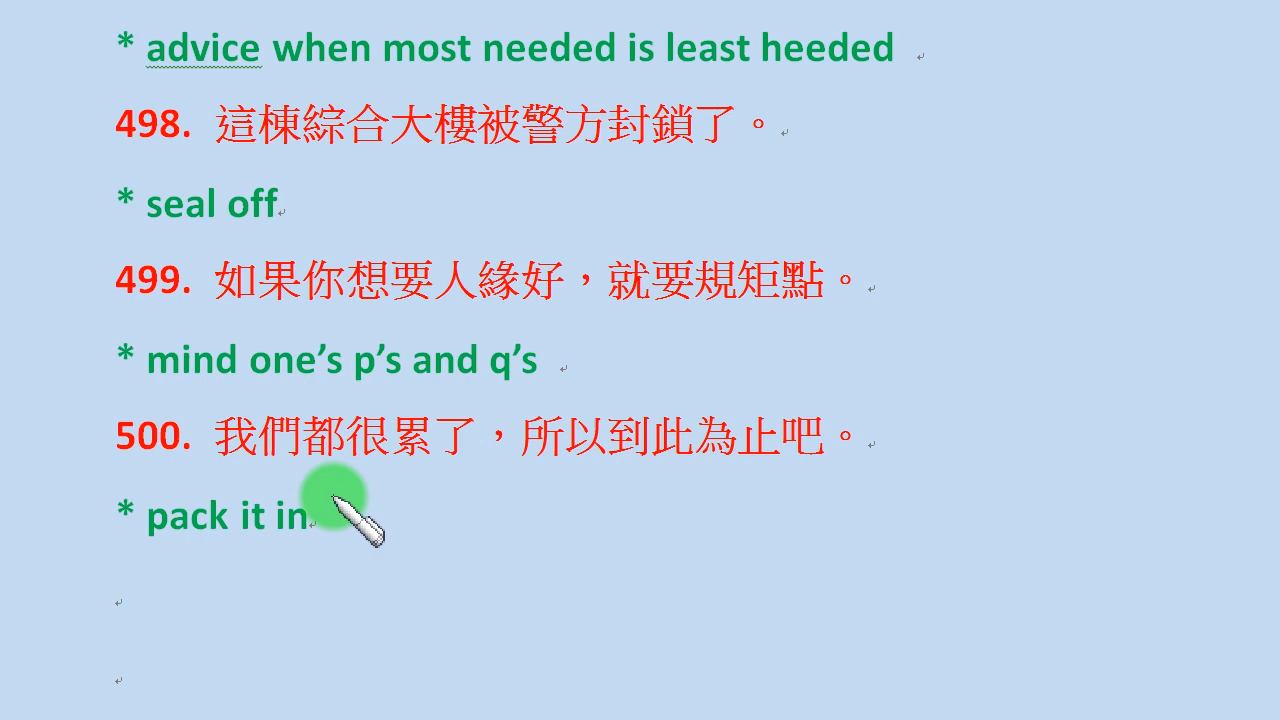 * advice when most needed is least heeded
498. 這棟綜合大樓被警方封鎖了。
* seal off
499. 如果你想要人緣好，就要規矩點。
* mind one’s p’s and q’s
500. 我們都很累了，所以到此為止吧。
* pack it in